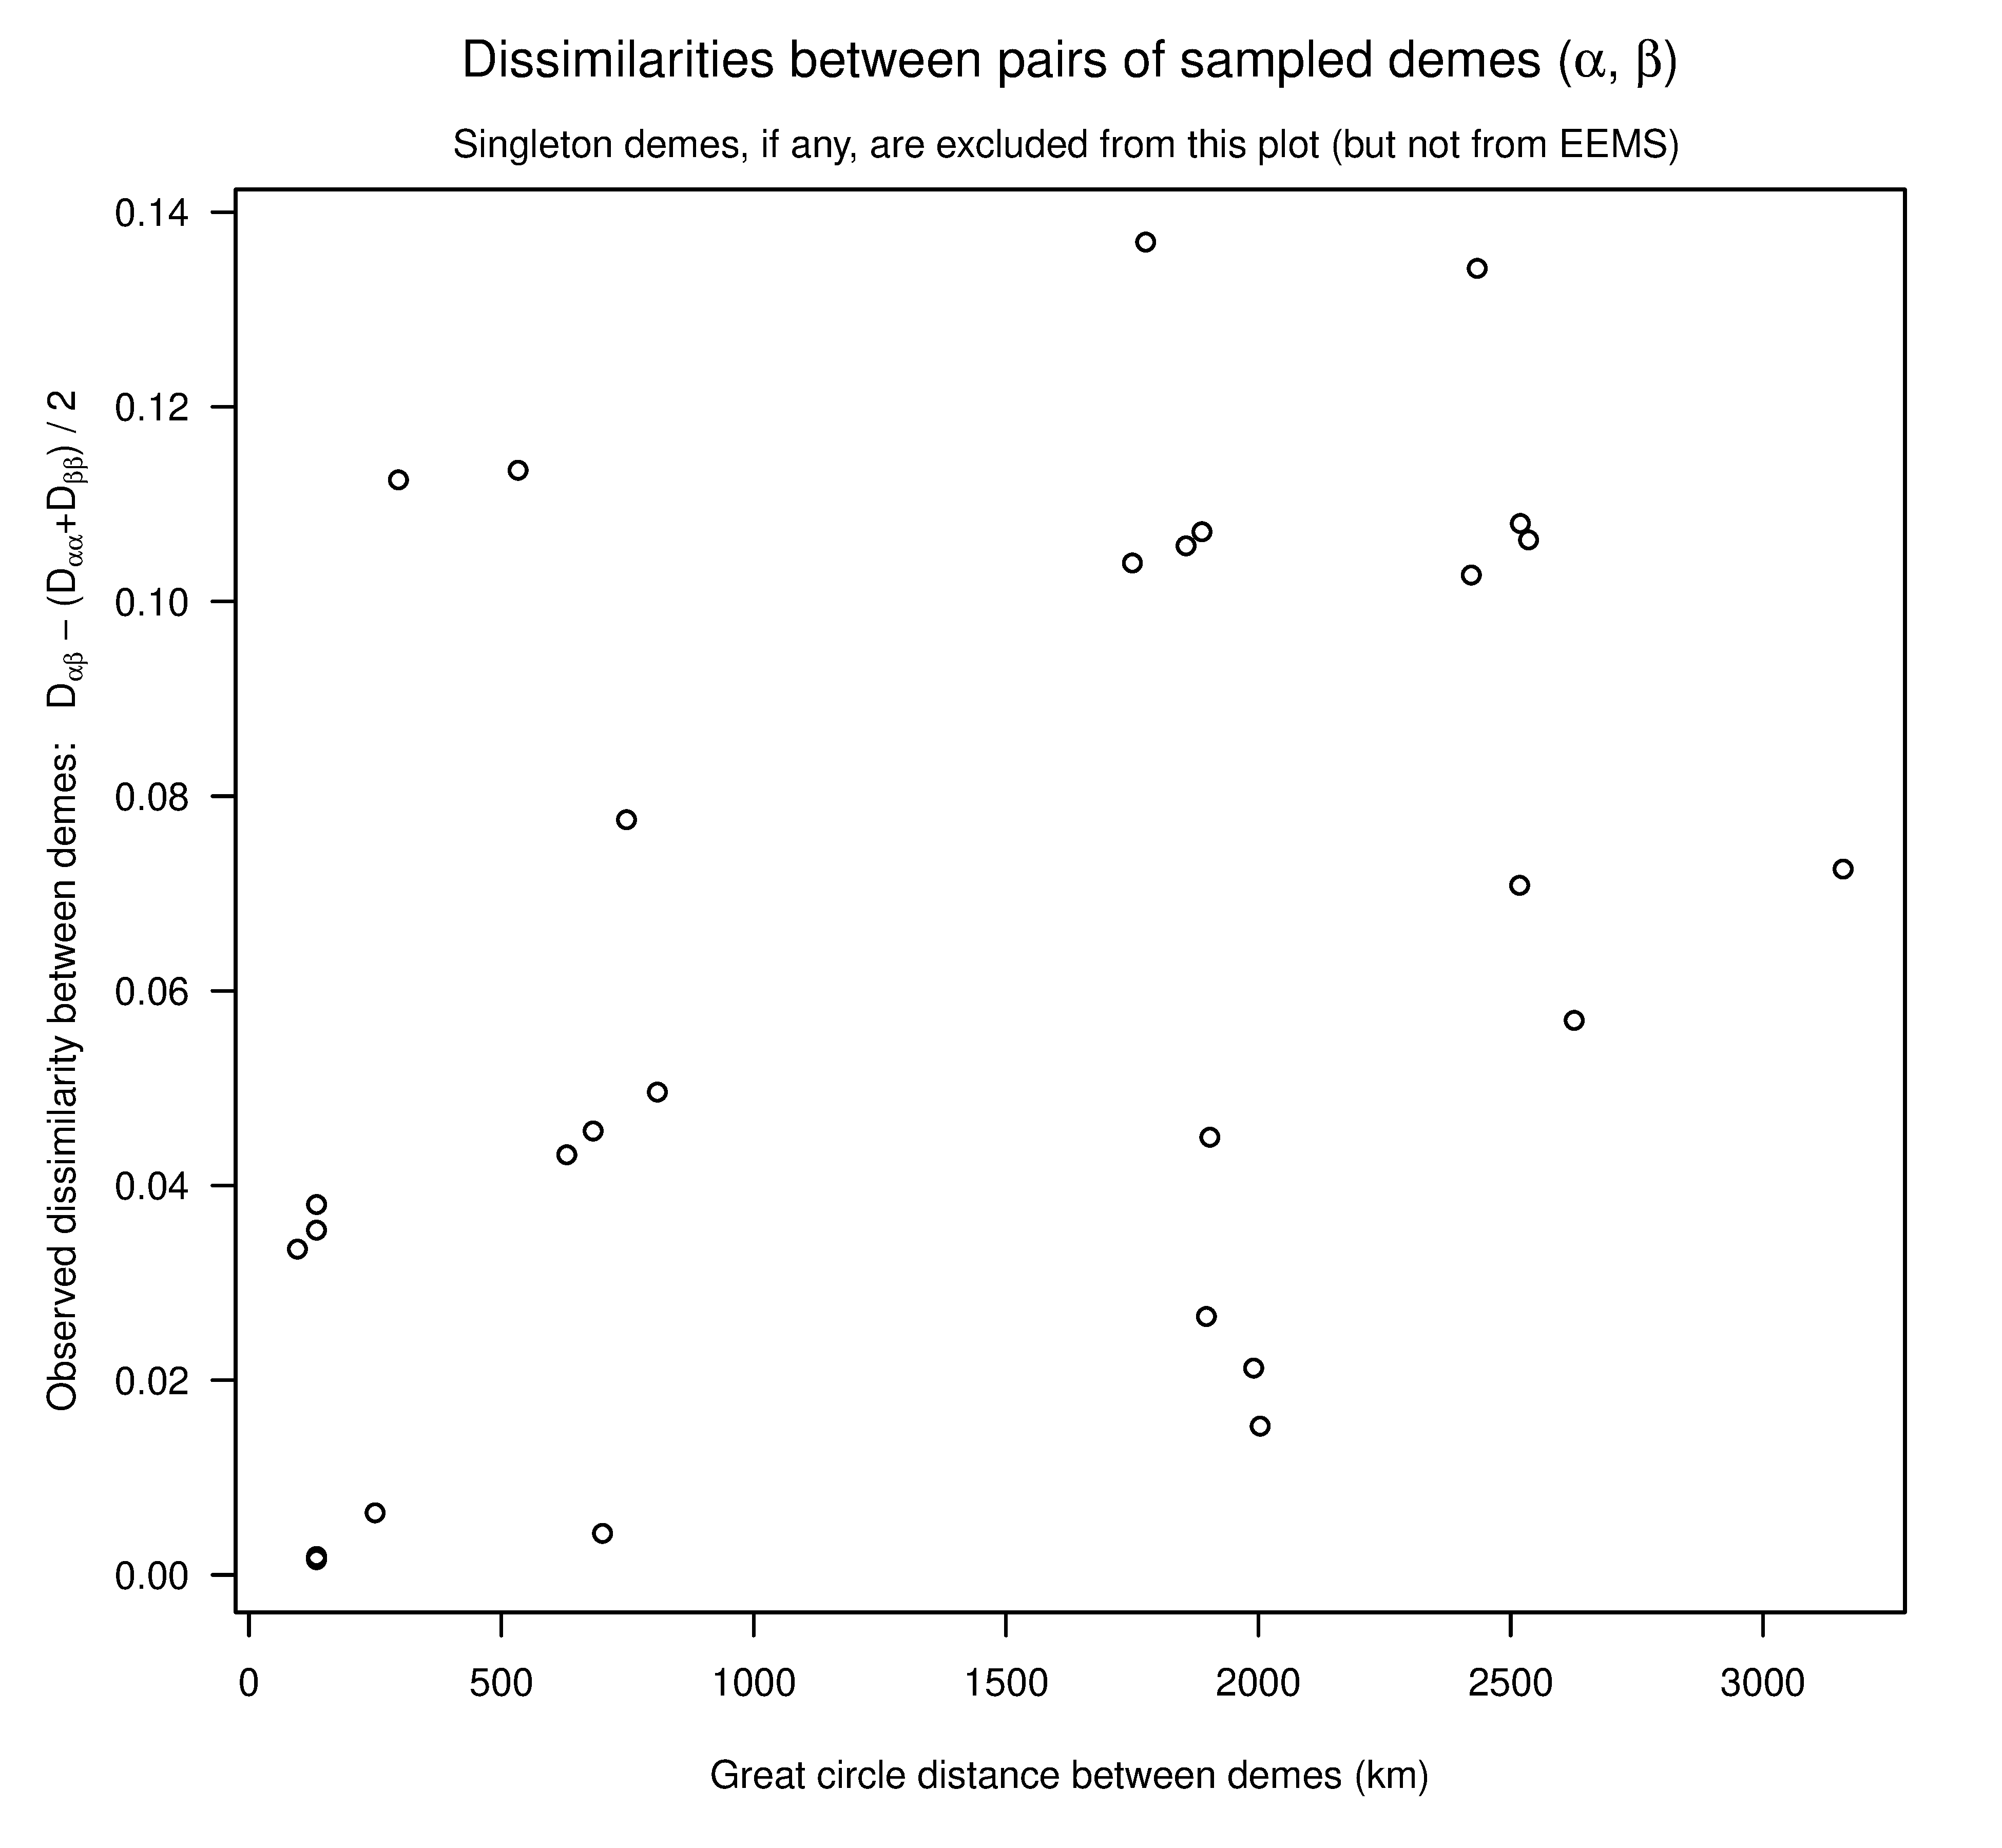 Dissimilarities between pairs of sampled demes (α, β)
Singleton demes, if any, are excluded from this plot (but not from EEMS)
Observed dissimilarity between demes: Dαβ − (Dαα+Dββ) / 2
0.14
0.12
0.10
0.08
0.06
0.04
0.02
0.00
0 500 1000 1500 2000 2500 3000
Great circle distance between demes (km)